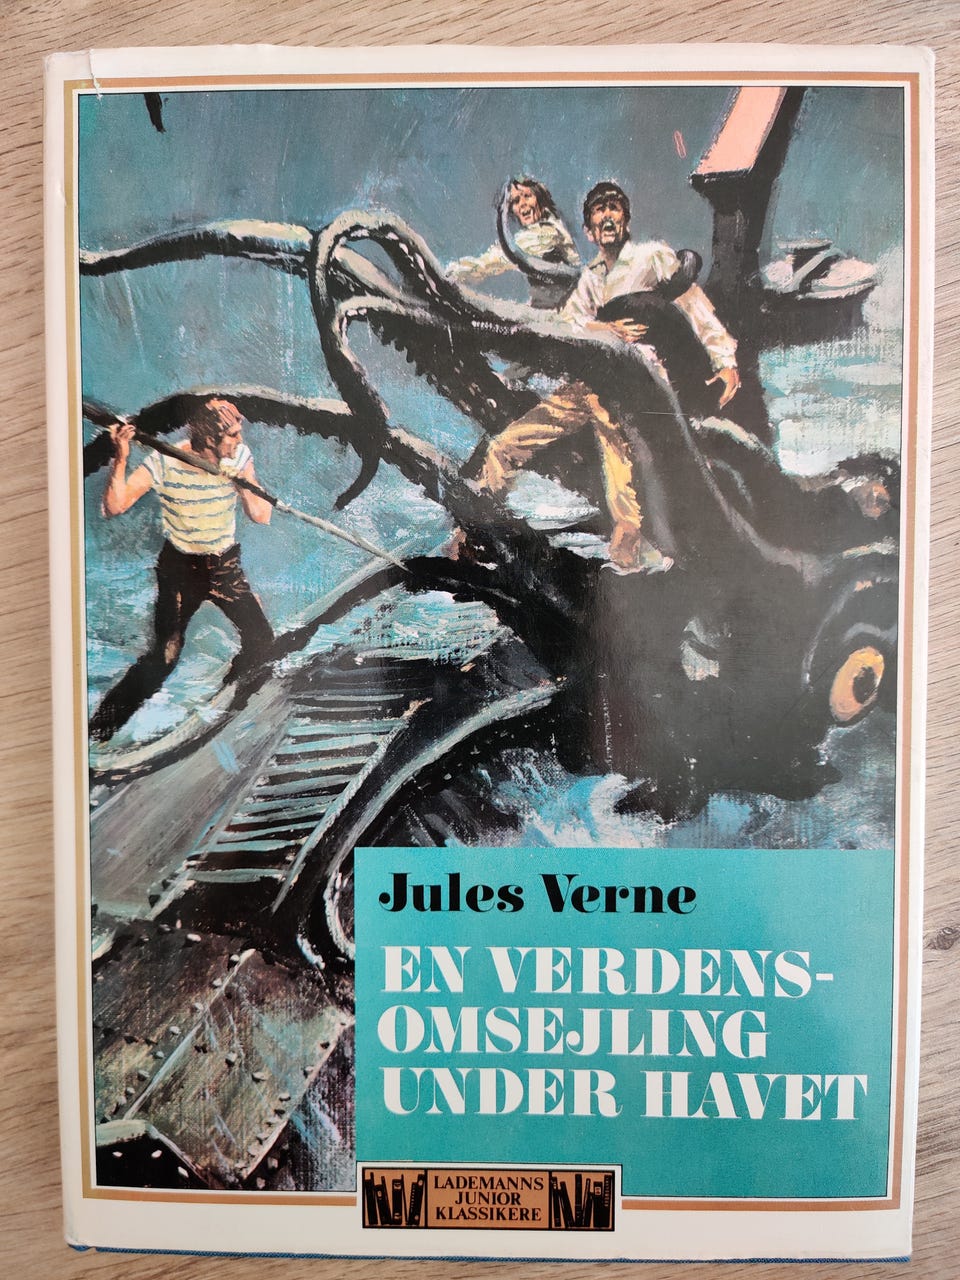 Jules Verne
EN VERDENS-
OMSEJLING
UNDER HAVET
LADEMANNS
JUNIOR
KLASSIKERE